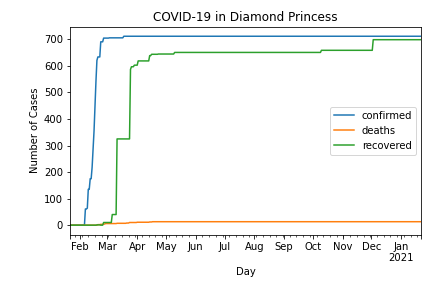 COVID-19 in Diamond Princess
Number of Cases
700
600
500
400
300
200
100
0
confirmed
deaths
recovered
Feb Mar Apr May Jun Jul Aug Sep Oct Nov Dec Jan
2021
Day